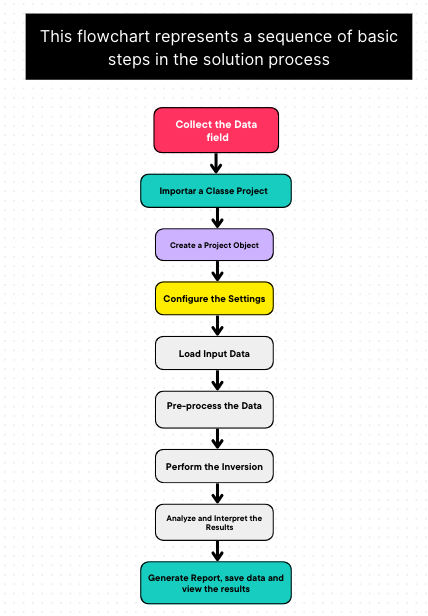 This flowchart represents a sequence of basic
steps in the solution process
Collect the Data
field
Importar a Classe Project
Create a Project Object
Configure the Settings
Load Input Data
Pre-process the Data
Perform the Inversion
Analyze and Interpret the
Results
Generate Report, save data and
view the results